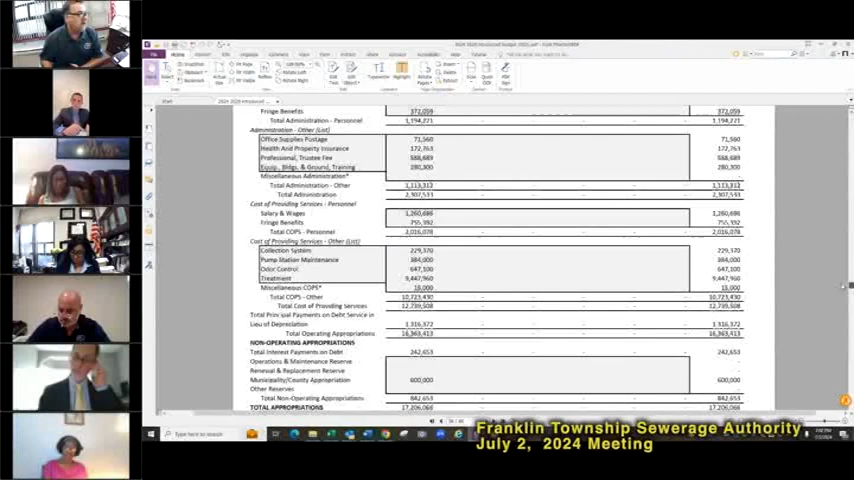 Fringe Benefits 372,059 372,059
Total Administration - Personnel 1,194,221 - - - - - 1,194,221
Administration - Other (List)
Office Supplies Postage 71,560 71,560
Health And Property Insurance 172,763 172,763
Professional, Trustee Fee 588,689 588,689
Equip., Bldgs. & Ground, Training 280,300 280,300
Miscellaneous Administration* -
Total Administration - Other 1,113,312 - - - - - 1,113,312
Total Administration 2,307,533 - - - - - 2,307,533
Cost of Providing Services - Personnel
Salary & Wages 1,260,686 1,260,686
Fringe Benefits 755,392 755,392
Total COPS - Personnel 2,016,078 - - - - - 2,016,078
Cost of Providing Services - Other (List)
Collection System 229,370 229,370
Pump Station Maintenance 384,000 384,000
Odor Control 647,100 647,100
Treatment 9,447,960 9,447,960
Miscellaneous COPS* 15,000 15,000
Total COPS - Other 10,723,430 - - - - - 10,723,430
Total Cost of Providing Services 12,739,508 - - - - - 12,739,508
Total Principal Payments on Debt Service in
Lieu of Depreciation 1,316,372 - - - - - 1,316,372
Total Operating Appropriations 16,363,413 - - - - - 16,363,413
NON-OPERATING APPROPRIATIONS
Total Interest Payments on Debt 242,653 - - - - - 242,653
Operations & Maintenance Reserve -
Renewal & Replacement Reserve -
Municipality/County Appropriation 600,000 600,000
Other Reserves -
Total Non-Operating Appropriations 842,653 - - - - - 842,653
TOTAL APPROPRIATIONS 17,206,066 - - - - - 17,206,066
Type here to search
Franklin Township Sewerage Authority
July 2, 2024 Meeting